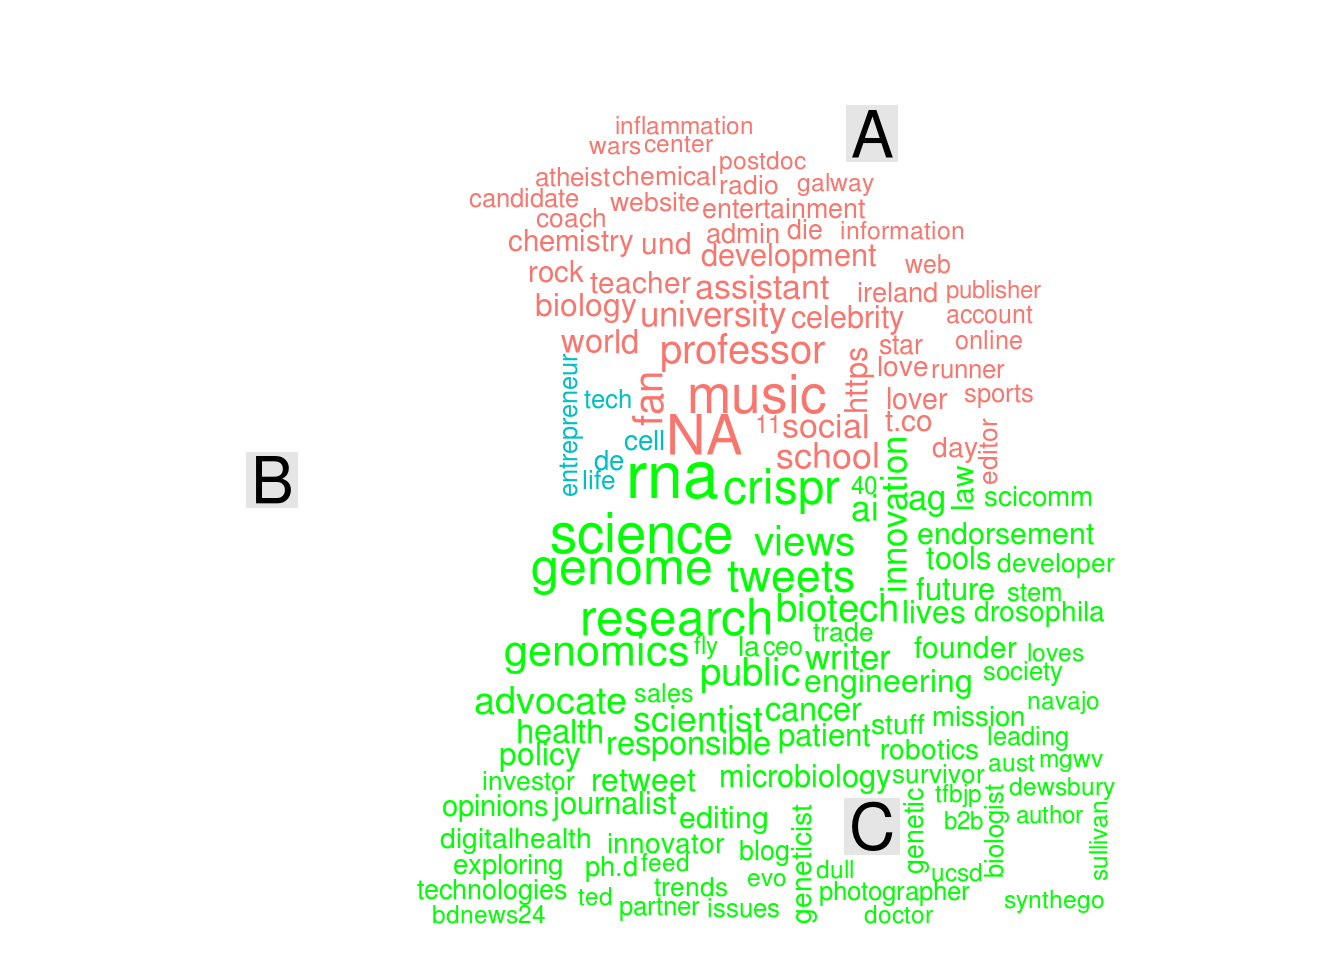 A
inflammation
wars center
postdoc
atheist chemical radio galway
candidate website entertainment
coach admin die information
chemistry und development
web
rock teacher assistant ireland publisher
biology university celebrity account
world professor star online
entrepreneur tech fan music https love runner
lover sports
cell NA 11 social t.co
de school day editor
B
life rna crispr 40 innovation law
ai ag scicomm
science views endorsement
genome tweets tools developer
future stem
research biotech lives drosophila
trade
genomics fly la ceo writer founder loves
public engineering society
advocate sales cancer navajo
health scientist stuff mission
policy responsible patient robotics leading
aust mgwv
investor retweet microbiology survivor dewsbury
opinions journalist tfbjp
editing geneticist C genetic b2b biologist author sullivan
digitalhealth innovator blog
exploring ph.d feed dull ucsd
technologies trends evo photographer
ted partner issues synthego
bdnews24 doctor